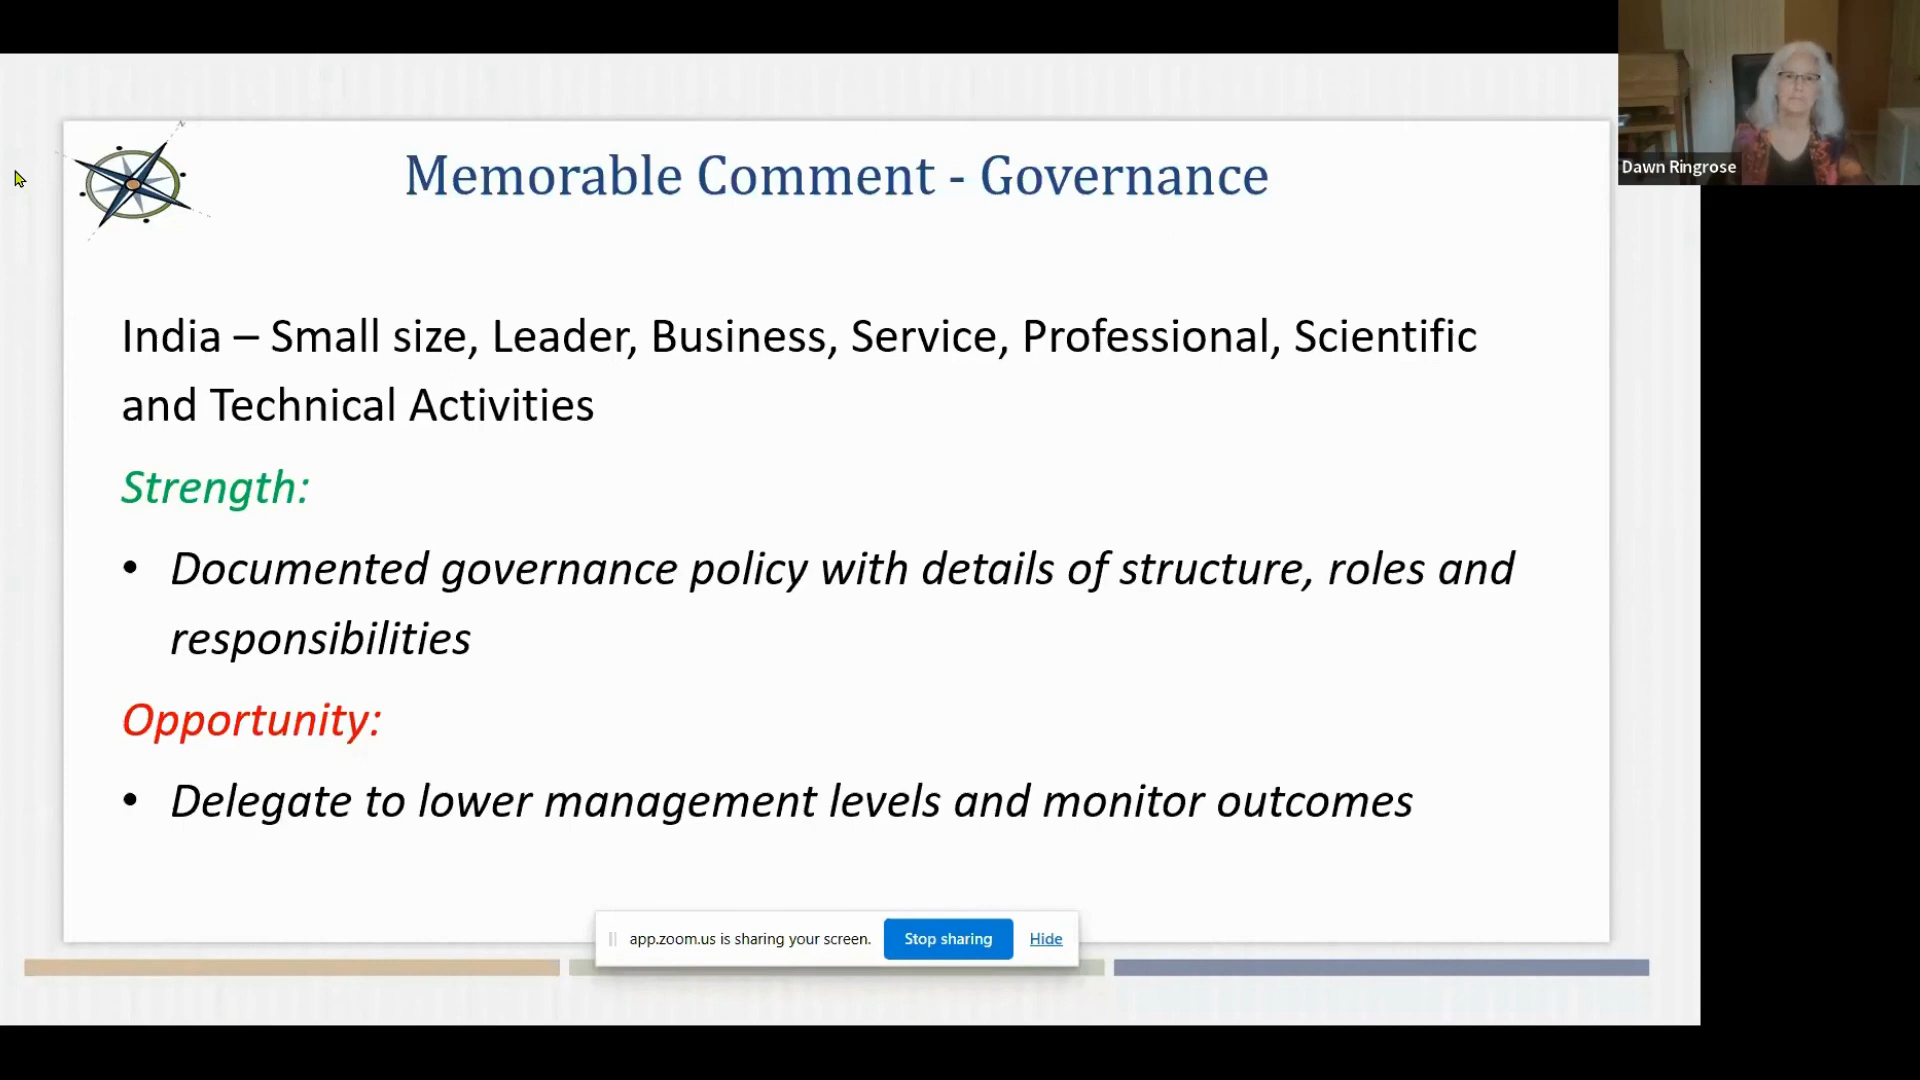 Memorable Comment - Governance
Dawn Ringrose
India – Small size, Leader, Business, Service, Professional, Scientific
and Technical Activities
Strength:
• Documented governance policy with details of structure, roles and
responsibilities
Opportunity:
• Delegate to lower management levels and monitor outcomes
app.zoom.us is sharing your screen. Stop sharing Hide